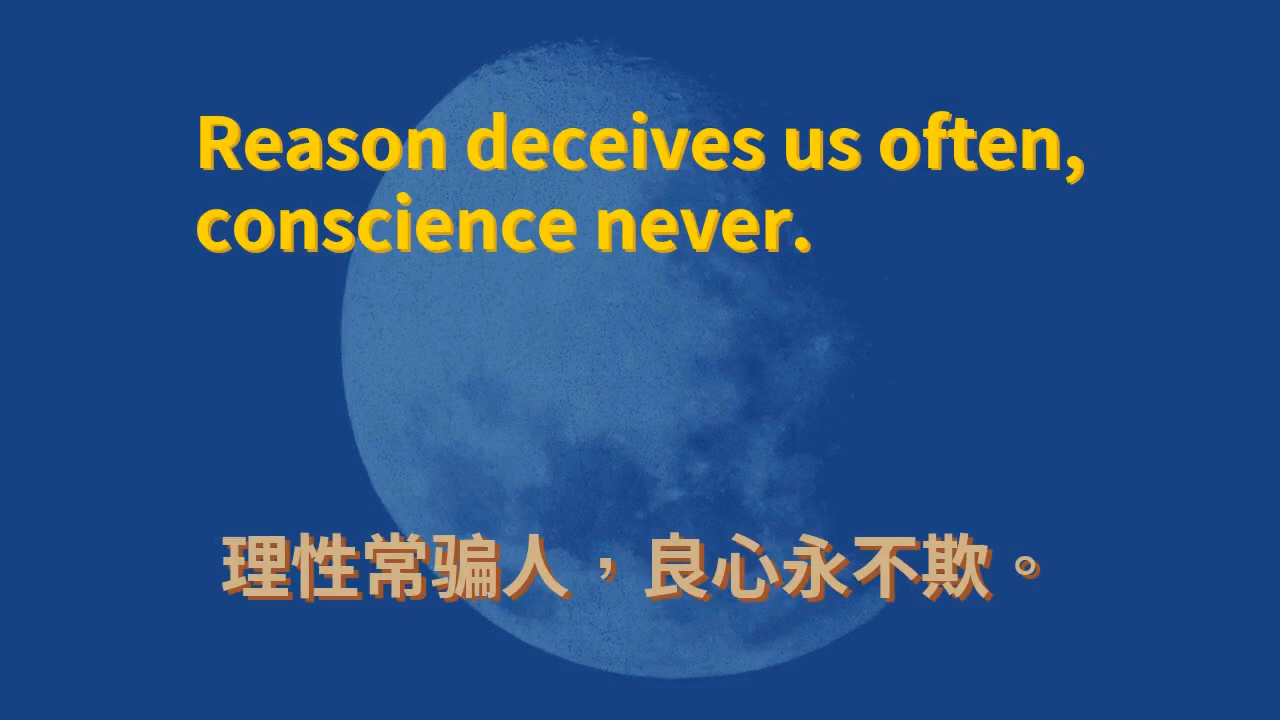 Reason deceives us often,
conscience never.
理性常骗人，良心永不欺。